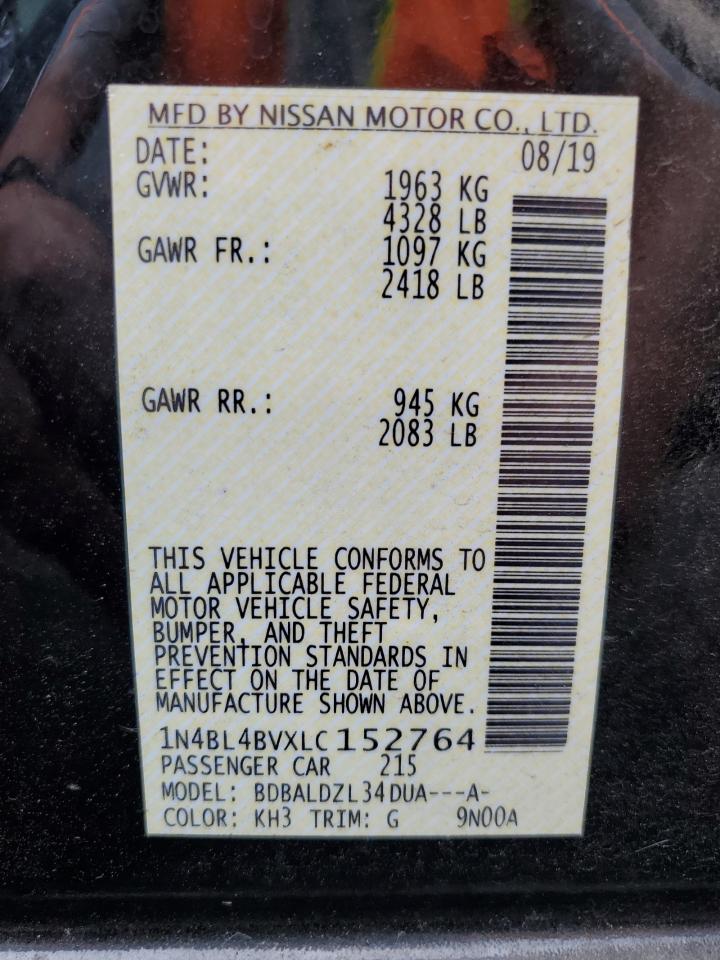 MFD BY NISSAN MOTOR CO., LTD.
DATE: 08/19
GVWR: 1963 KG
4328 LB
GAWR FR.: 1097 KG
2418 LB
GAWR RR.: 945 KG
2083 LB
THIS VEHICLE CONFORMS TO
ALL APPLICABLE FEDERAL
MOTOR VEHICLE SAFETY,
BUMPER, AND THEFT
PREVENTION STANDARDS IN
EFFECT ON THE DATE OF
MANUFACTURE SHOWN ABOVE.
1N4BL4BVXLC152764
PASSENGER CAR 215
MODEL: BDBALDZL34DUA---A-
COLOR: KH3 TRIM: G 9N00A